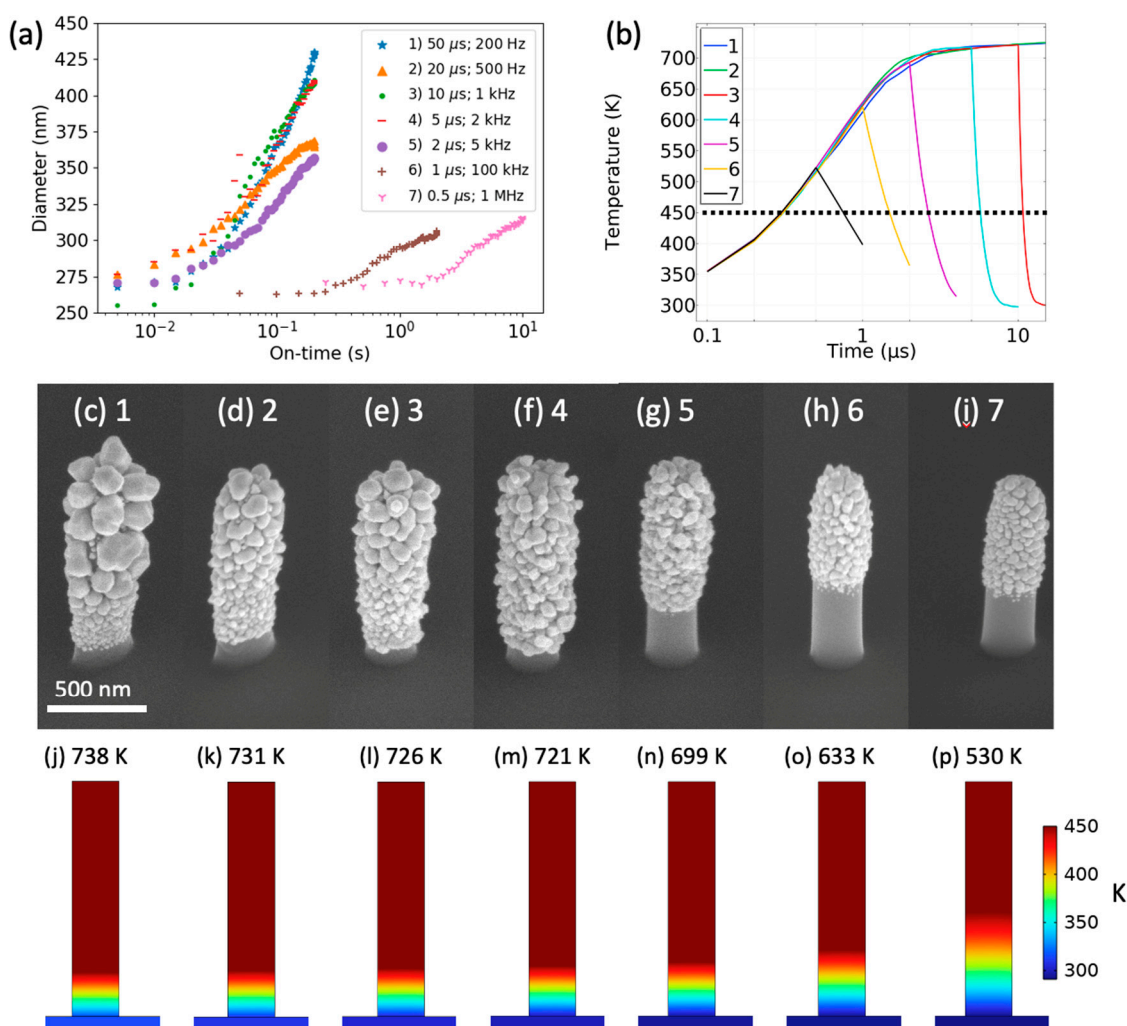 (a)
Diameter (nm)
450
425
400
375
350
325
300
275
250
1) 50 μs; 200 Hz
2) 20 μs; 500 Hz
3) 10 μs; 1 kHz
4) 5 μs; 2 kHz
5) 2 μs; 5 kHz
6) 1 μs; 100 kHz
7) 0.5 μs; 1 MHz
10⁻² 10⁻¹ 10⁰ 10¹
On-time (s)
(b)
Temperature (K)
700
650
600
550
500
450
400
350
300
1
2
3
4
5
6
7
0.1 1 10
Time (μs)
(c) 1 (d) 2 (e) 3 (f) 4 (g) 5 (h) 6 (i) 7
500 nm
(j) 738 K (k) 731 K (l) 726 K (m) 721 K (n) 699 K (o) 633 K (p) 530 K
450
400
350
300
K